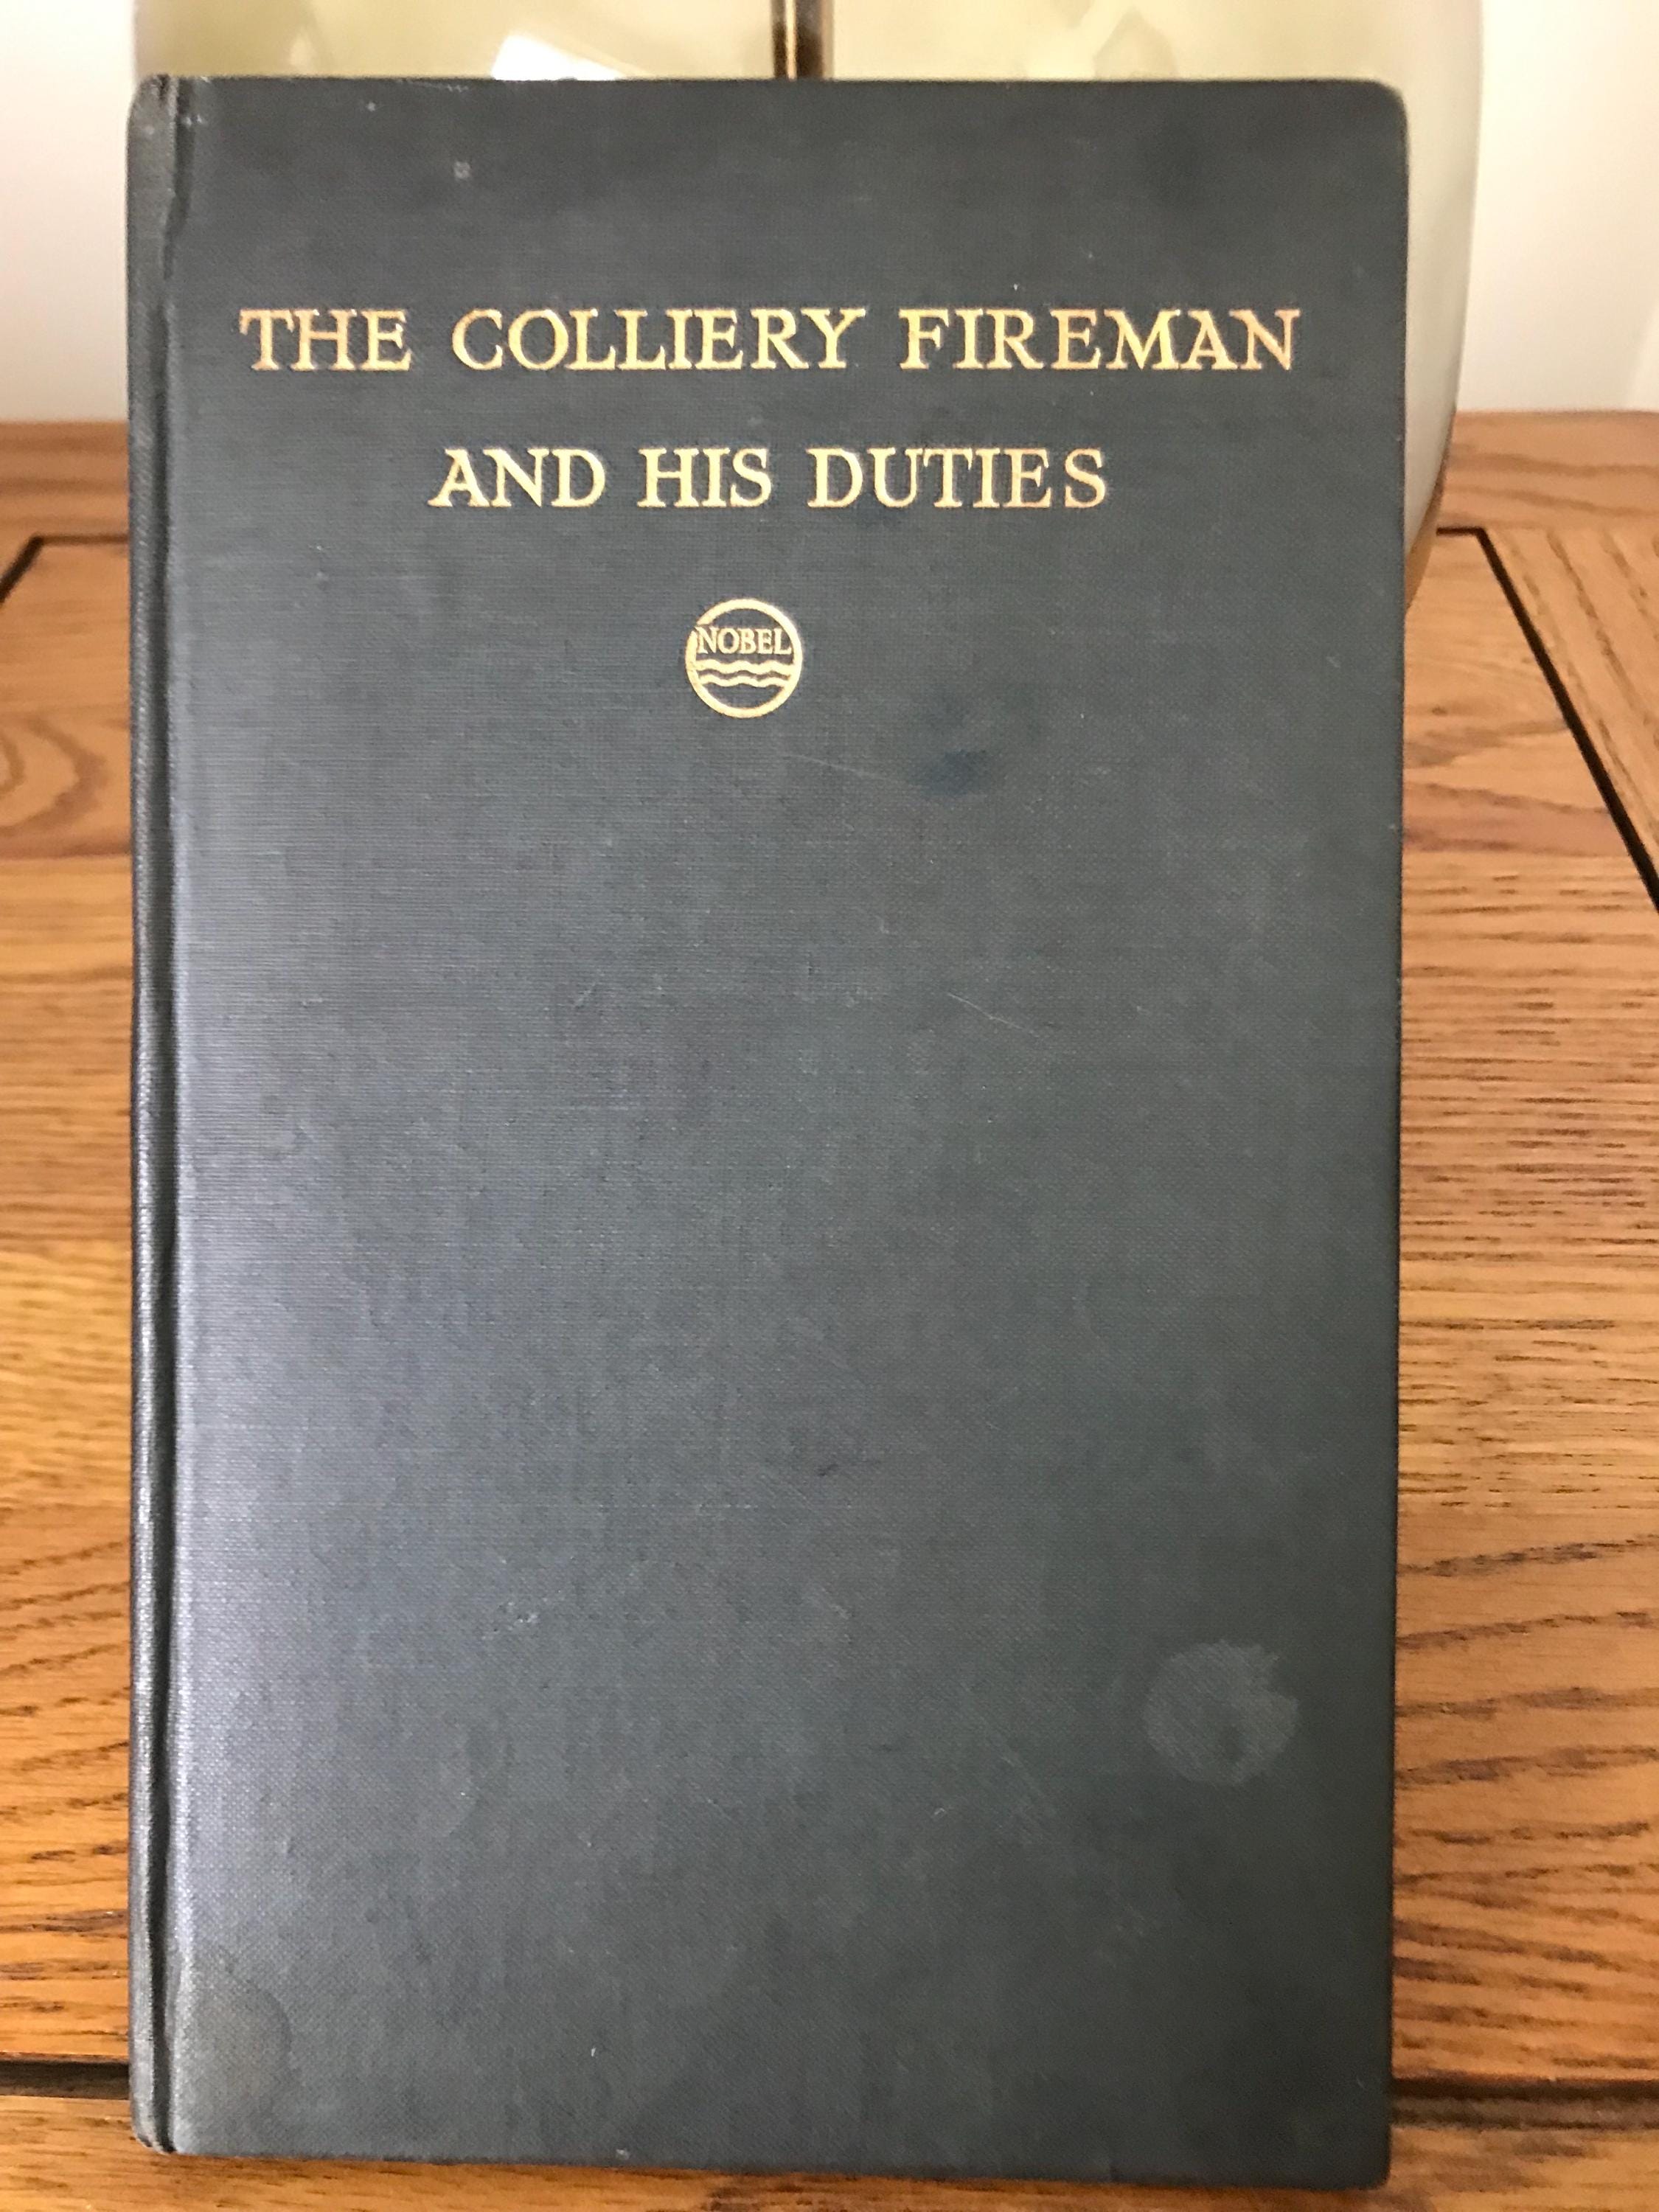 THE COLLIERY FIREMAN
AND HIS DUTIES
NOBEL